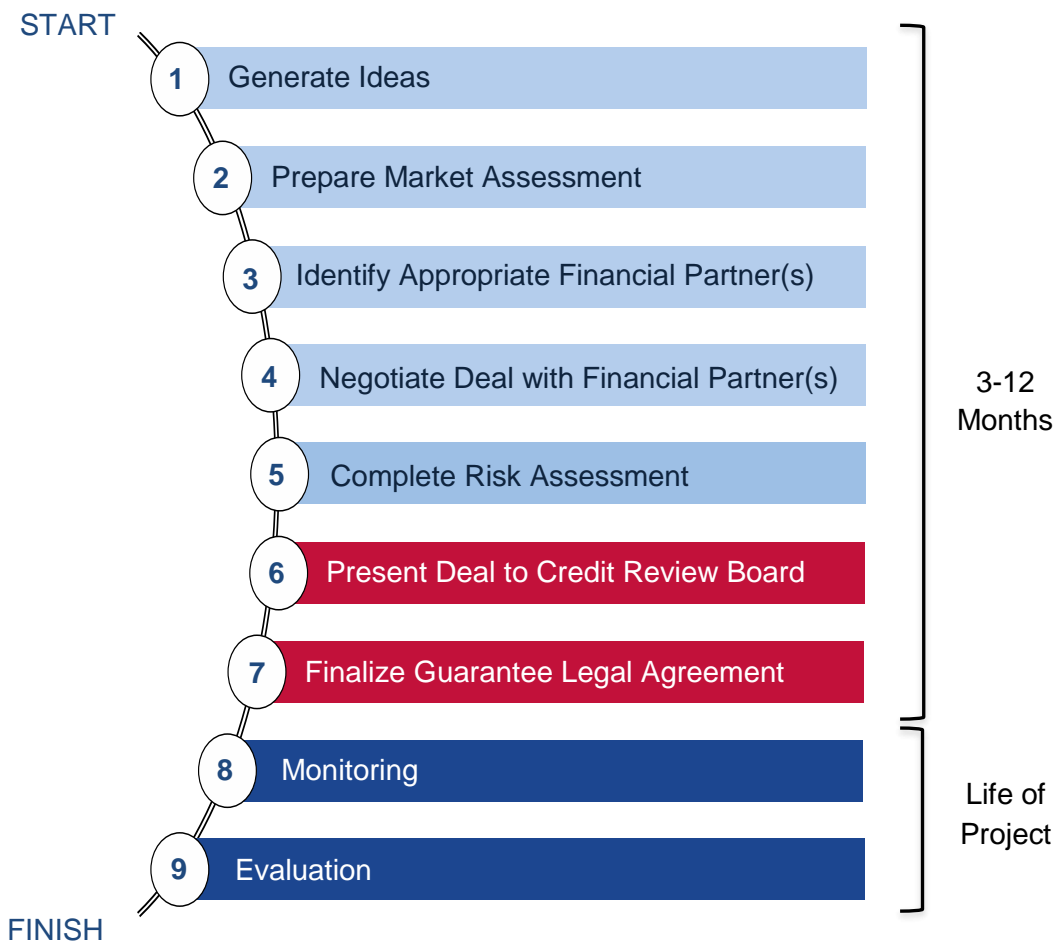 START
1
Generate Ideas
2
Prepare Market Assessment
3
Identify Appropriate Financial Partner(s)
4
Negotiate Deal with Financial Partner(s)
3-12
Months
5
Complete Risk Assessment
6
Present Deal to Credit Review Board
7
Finalize Guarantee Legal Agreement
8
Monitoring
Life of
Project
9
Evaluation
FINISH